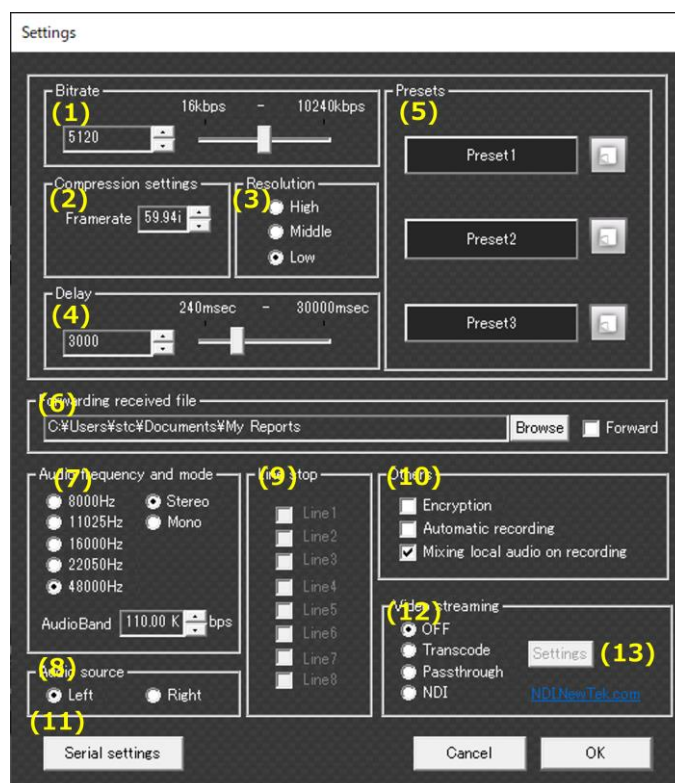 Settings
Bitrate
(1)
16kbps - 10240kbps
5120
Compression settings
(2)
Framerate 59.94i
Resolution
(3)
High
Middle
Low
Delay
(4)
240msec - 30000msec
3000
Presets
(5)
Preset1
Preset2
Preset3
Forwarding received file
(6)
C:¥Users¥stc¥Documents¥My Reports
Browse
Forward
Audio frequency and mode
(7)
8000Hz
Stereo
11025Hz
Mono
16000Hz
22050Hz
48000Hz
AudioBand 110.00 K bps
Audio source
(8)
Left
Right
Line stop
(9)
Line1
Line2
Line3
Line4
Line5
Line6
Line7
Line8
Others
(10)
Encryption
Automatic recording
Mixing local audio on recording
Video streaming
(12)
OFF
Transcode
Passthrough
NDI
Settings
(13)
NDI.NewTek.com
(11)
Serial settings
Cancel
OK